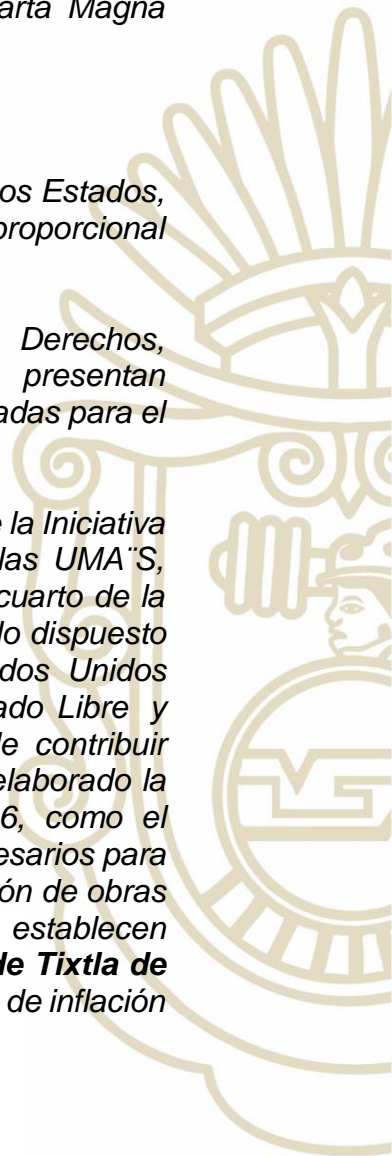 arta Magna
os Estados,
proporcional
Derechos,
presentan
adas para el
e la Iniciativa
las UMA¨S,
cuarto de la
lo dispuesto
dos Unidos
ado Libre y
de contribuir
elaborado la
6, como el
esarios para
ón de obras
establecen
de Tixtla de
de inflación